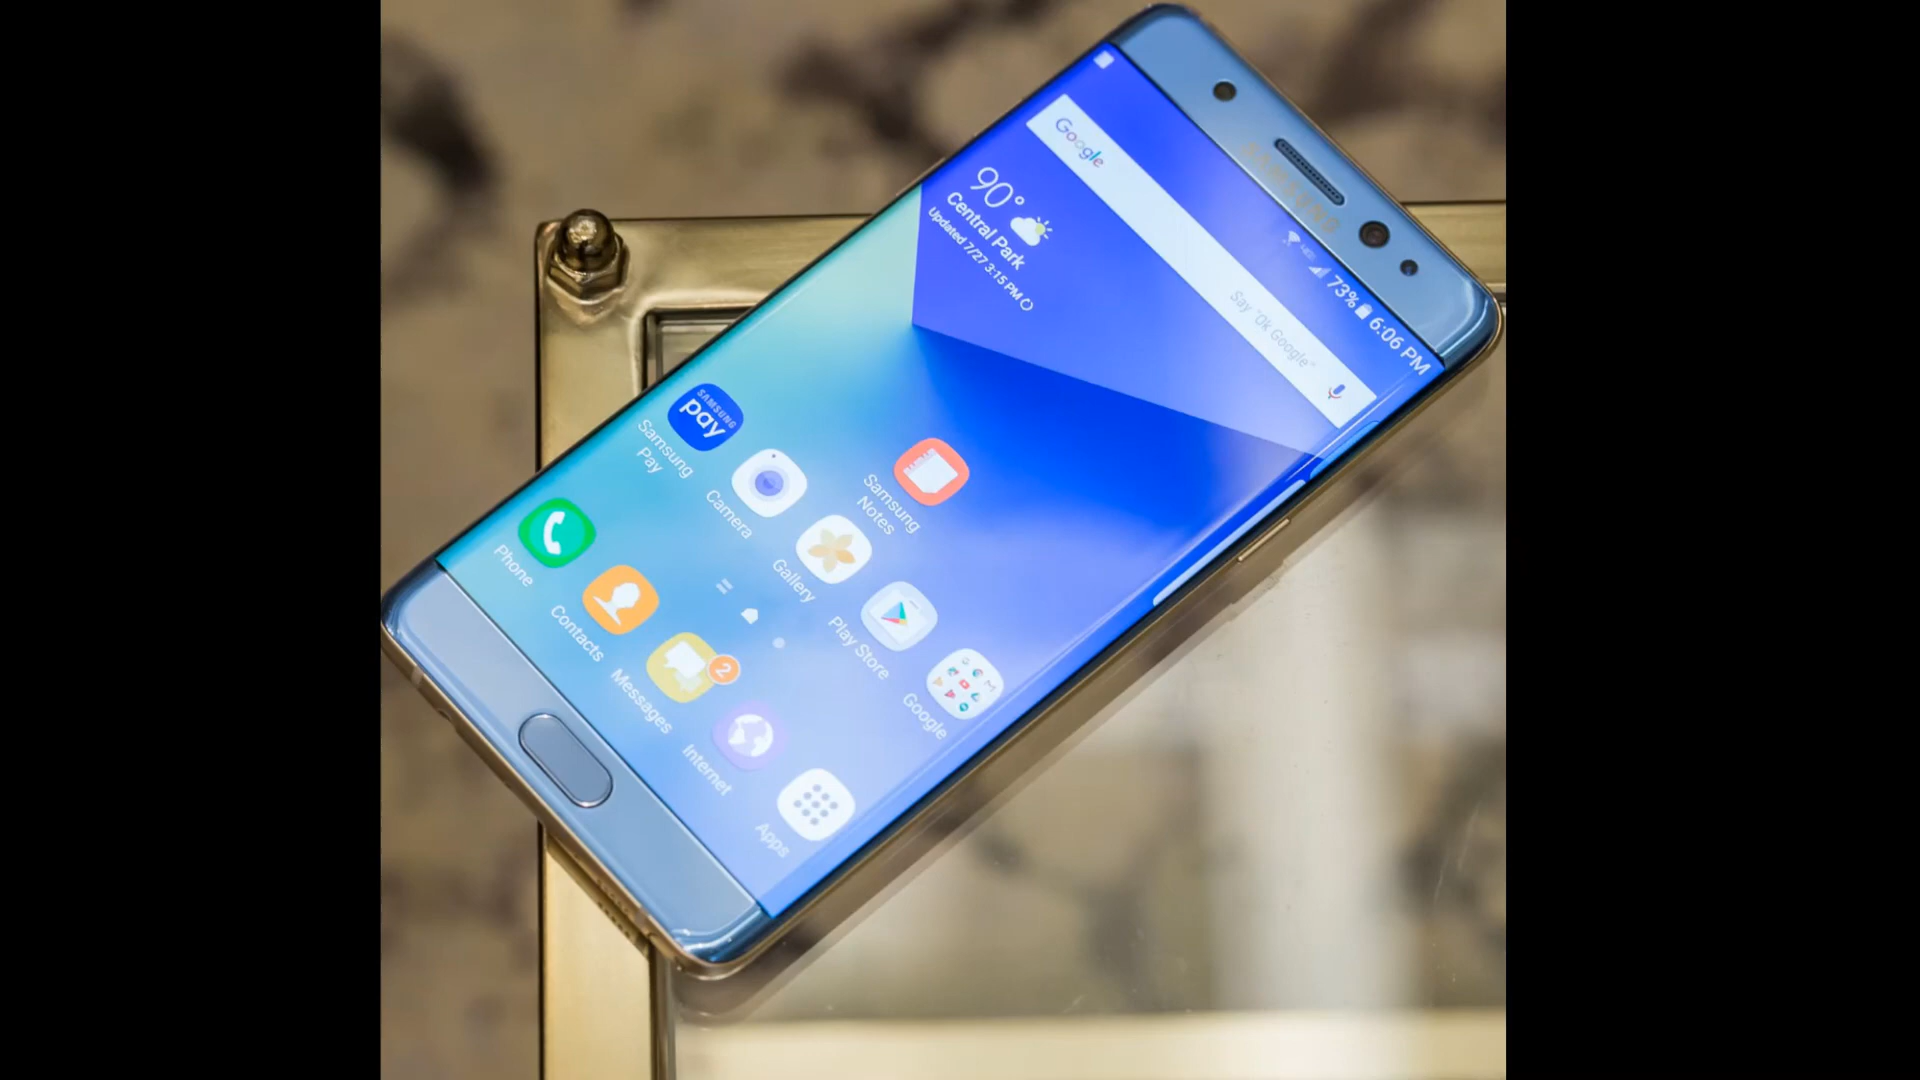 SAMSUNG
73% 6:06 PM
Google
Say "Ok Google"
90°
Central Park
Updated 7/27 3:15 PM
SAMSUNG
pay
Samsung
Pay
Camera
Gallery
Play Store
Google
Samsung
Notes
Phone
Contacts
2
Messages
Internet
Apps